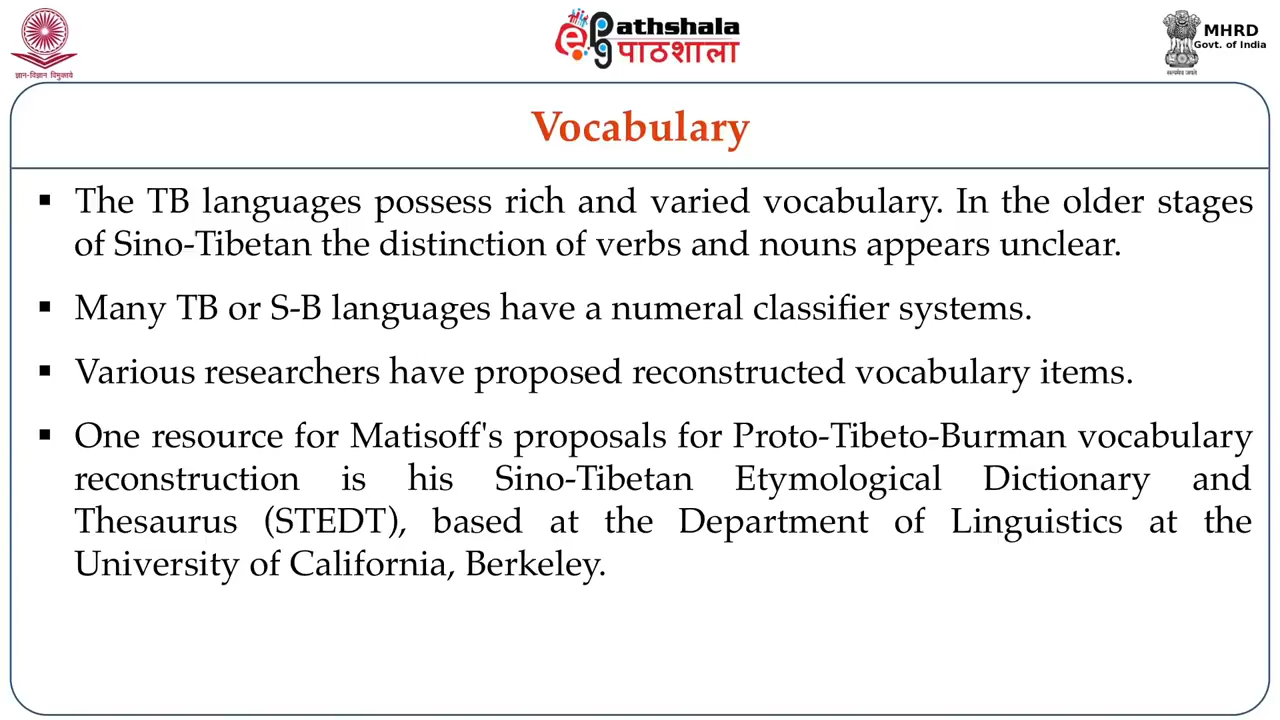 ज्ञान-विज्ञान विमुक्तये
e Pathshala
पाठशाला
MHRD
Govt. of India
सत्यमेव जयते
Vocabulary
▪ The TB languages possess rich and varied vocabulary. In the older stages
of Sino-Tibetan the distinction of verbs and nouns appears unclear.
▪ Many TB or S-B languages have a numeral classifier systems.
▪ Various researchers have proposed reconstructed vocabulary items.
▪ One resource for Matisoff's proposals for Proto-Tibeto-Burman vocabulary
reconstruction is his Sino-Tibetan Etymological Dictionary and
Thesaurus (STEDT), based at the Department of Linguistics at the
University of California, Berkeley.